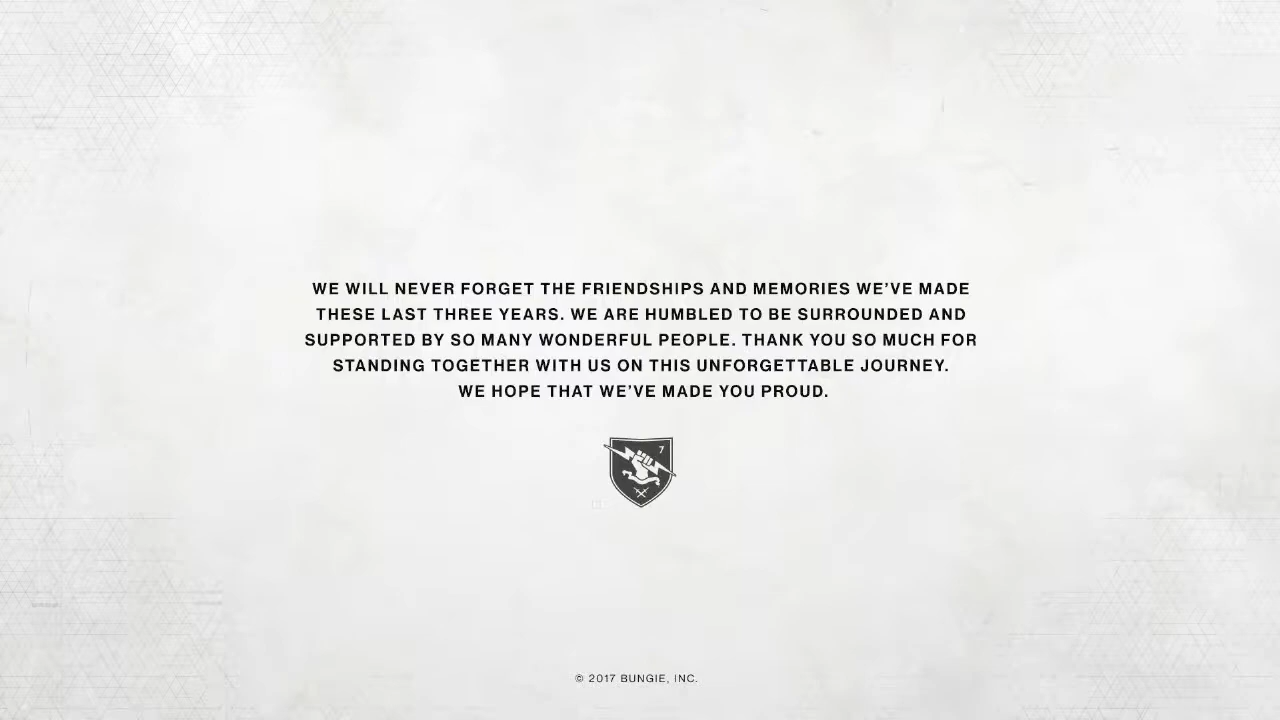 WE WILL NEVER FORGET THE FRIENDSHIPS AND MEMORIES WE'VE MADE
THESE LAST THREE YEARS. WE ARE HUMBLED TO BE SURROUNDED AND
SUPPORTED BY SO MANY WONDERFUL PEOPLE. THANK YOU SO MUCH FOR
STANDING TOGETHER WITH US ON THIS UNFORGETTABLE JOURNEY.
WE HOPE THAT WE'VE MADE YOU PROUD.
7
© 2017 BUNGIE, INC.